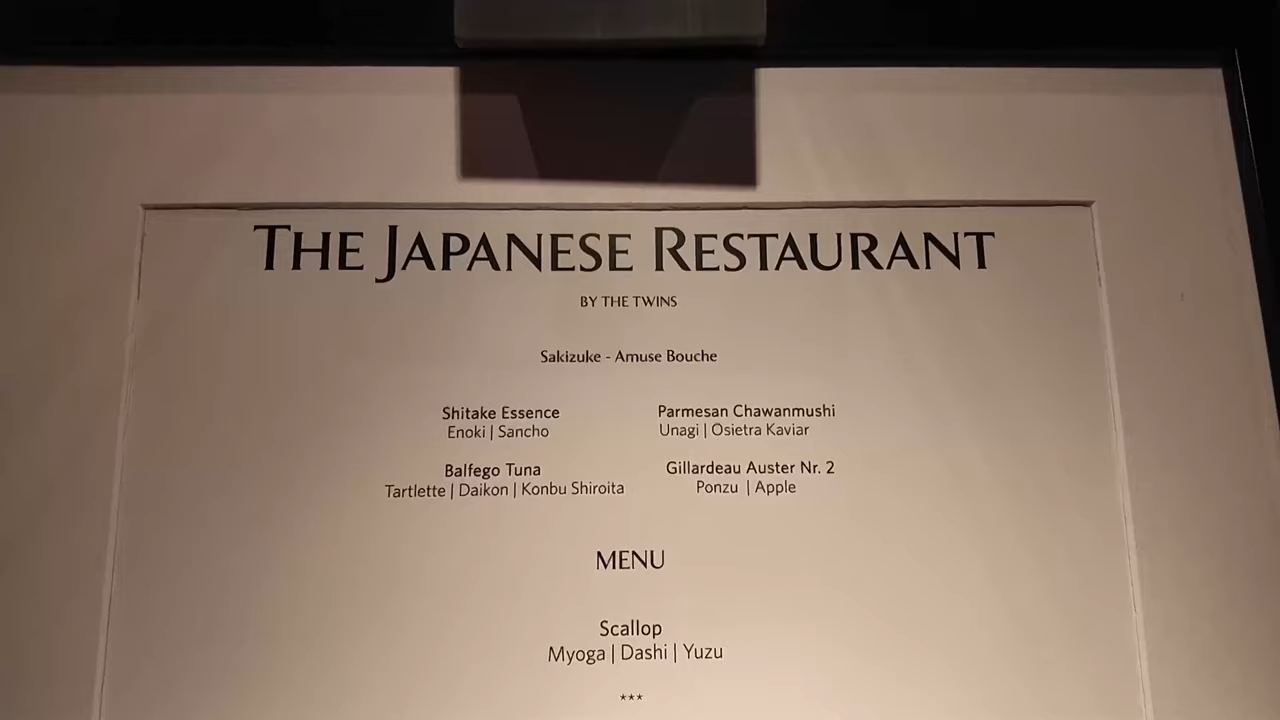 THE JAPANESE RESTAURANT
BY THE TWINS
Sakizuke - Amuse Bouche
Shitake Essence
Enoki | Sancho
Parmesan Chawanmushi
Unagi | Osietra Kaviar
Balfego Tuna
Tartlette | Daikon | Konbu Shiroita
Gillardeau Auster Nr. 2
Ponzu | Apple
MENU
Scallop
Myoga | Dashi | Yuzu
***